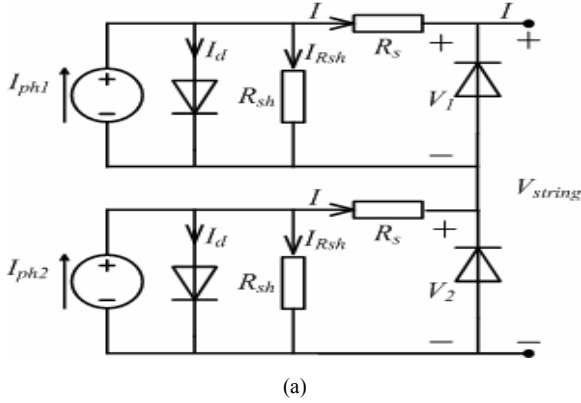 I R_s I
+ +
I_d I_Rsh
I_ph1 + − R_sh V_1
−
V_string
I R_s
+
I_d I_Rsh
I_ph2 + − R_sh V_2
− −
(a)